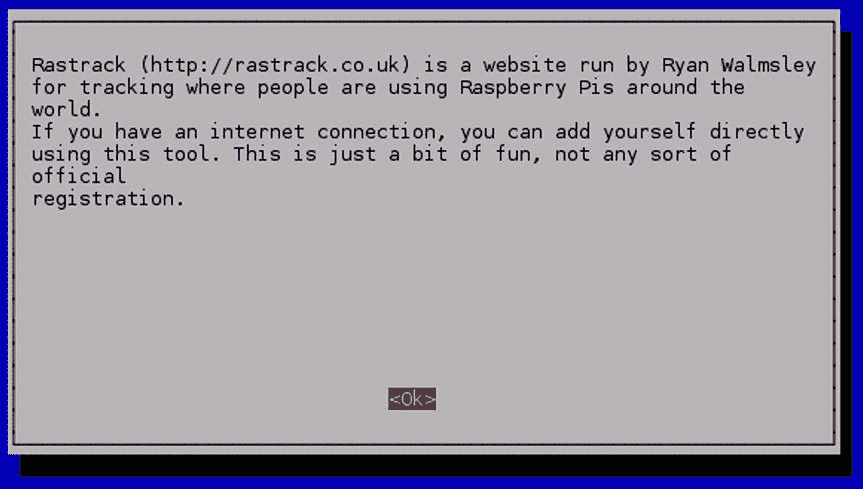 Rastrack (http://rastrack.co.uk) is a website run by Ryan Walmsley
for tracking where people are using Raspberry Pis around the
world.
If you have an internet connection, you can add yourself directly
using this tool. This is just a bit of fun, not any sort of
official
registration.
<Ok>